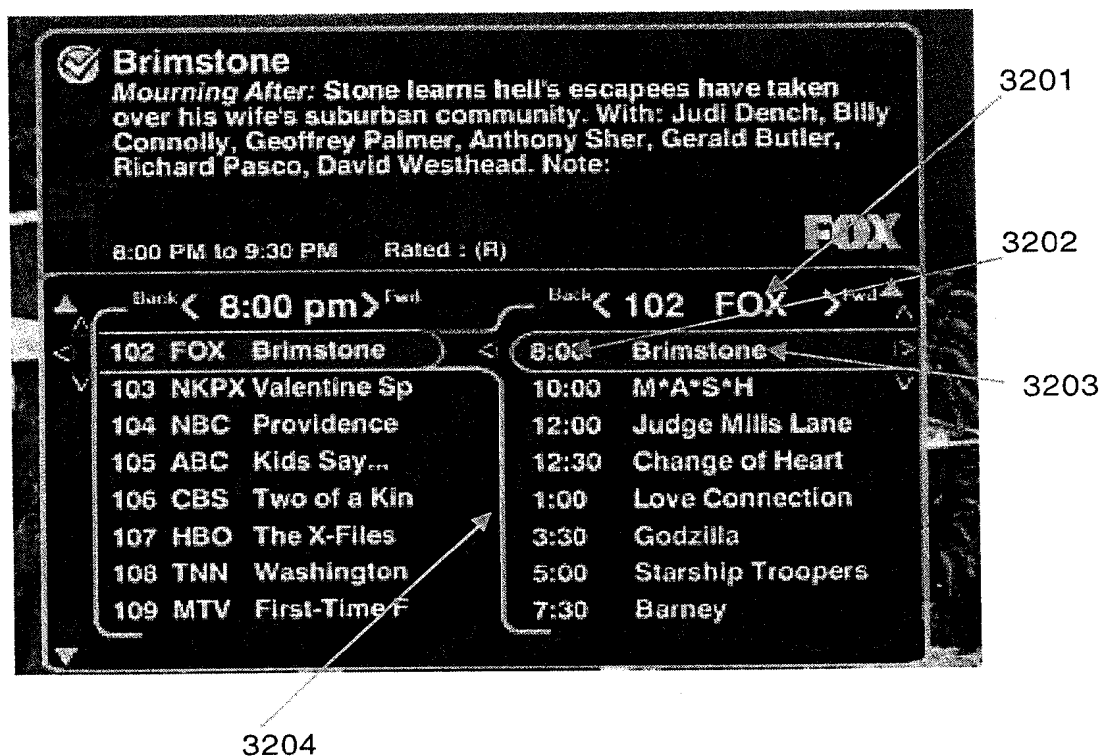 Brimstone
Mourning After: Stone learns hell's escapees have taken
over his wife's suburban community. With: Judi Dench, Billy
Connolly, Geoffrey Palmer, Anthony Sher, Gerald Butler,
Richard Pasco, David Westhead. Note:
FOX
8:00 PM to 9:30 PM Rated : (R)
Back < 8:00 pm > Fwd
102 FOX Brimstone
103 NKPX Valentine Sp
104 NBC Providence
105 ABC Kids Say...
106 CBS Two of a Kin
107 HBO The X-Files
108 TNN Washington
109 MTV First-Time F
Back < 102 FOX > Fwd
8:00 Brimstone
10:00 M*A*S*H
12:00 Judge Mills Lane
12:30 Change of Heart
1:00 Love Connection
3:30 Godzilla
5:00 Starship Troopers
7:30 Barney
3201
3202
3203
3204